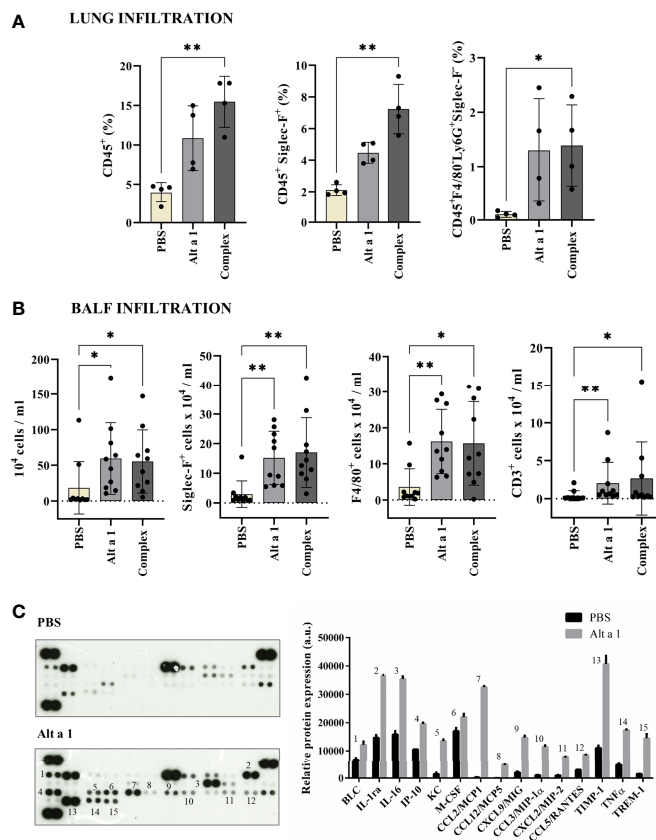 A
LUNG INFILTRATION
CD45+ (%)
20
15
10
5
0
**
PBS
Alt a 1
Complex
CD45+ Siglec-F+ (%)
10
8
6
4
2
0
**
PBS
Alt a 1
Complex
CD45+F4/80-Ly6G+Siglec-F- (%)
3
2
1
0
*
PBS
Alt a 1
Complex
B
BALF INFILTRATION
10⁴ cells / ml
200
150
100
50
0
*
*
PBS
Alt a 1
Complex
Siglec-F+ cells x 10⁴ / ml
50
40
30
20
10
0
**
**
PBS
Alt a 1
Complex
F4/80+ cells x 10⁴ / ml
40
30
20
10
0
*
**
PBS
Alt a 1
Complex
CD3+ cells x 10⁴ / ml
15
10
5
0
*
**
PBS
Alt a 1
Complex
C
PBS
Alt a 1
1
2
3
4
5
6
7
8
9
10
11
12
13
14
15
PBS
Alt a 1
Relative protein expression (a.u.)
50000
40000
30000
20000
10000
0
1 2 3 4 5 6 7 8 9 10 11 12 13 14 15
BLC
IL-1ra
IL-16
IP-10
KC
M-CSF
CCL2/MCP1
CCL12/MCP5
CXCL9/MIG
CCL3/MIP-1α
CXCL2/MIP-2
CCL5/RANTES
TIMP-1
TNFα
TREM-1